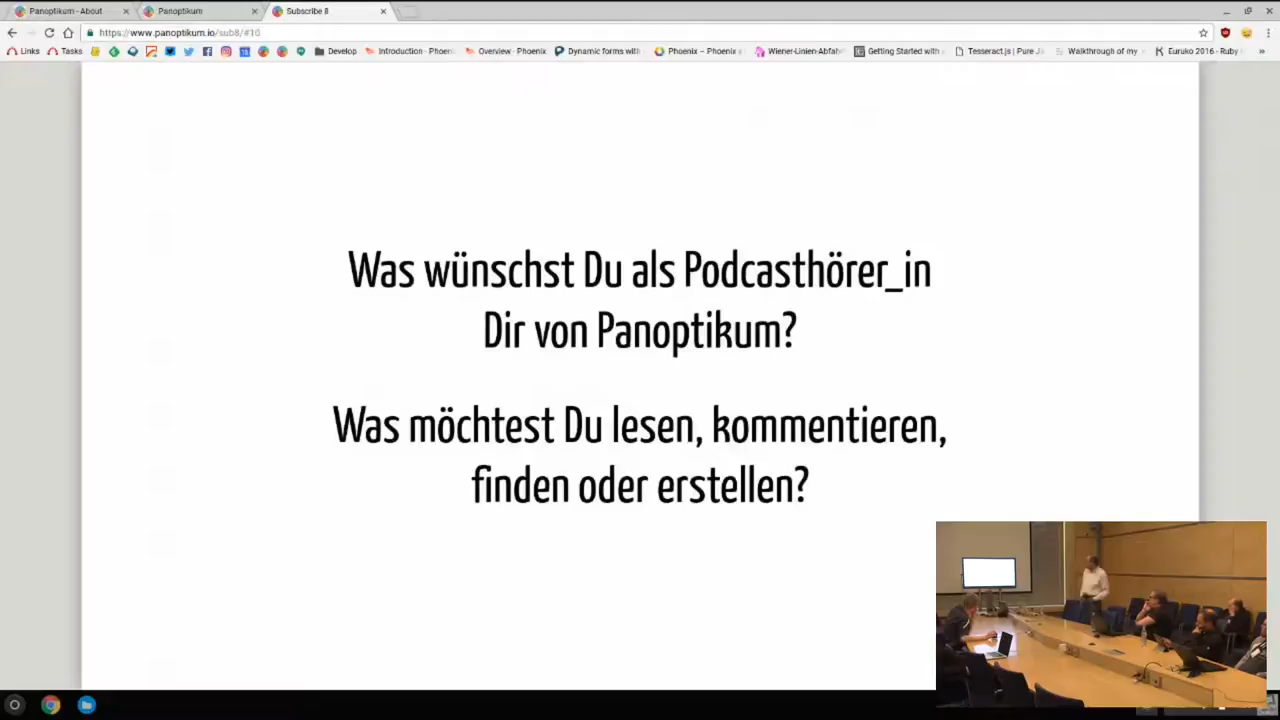 Panoptikum - About
Panoptikum
Subscribe 8
https://www.panoptikum.io/sub8/#10
Links
Tasks
Develop
Introduction · Phoen
Overview · Phoenix
Dynamic forms with
Phoenix – Phoenix
Wiener-Linien-Abfah
Getting Started with
Tesseract.js | Pure J
Walkthrough of my
Euruko 2016 - Ruby
Was wünschst Du als Podcasthörer_in
Dir von Panoptikum?
Was möchtest Du lesen, kommentieren,
finden oder erstellen?